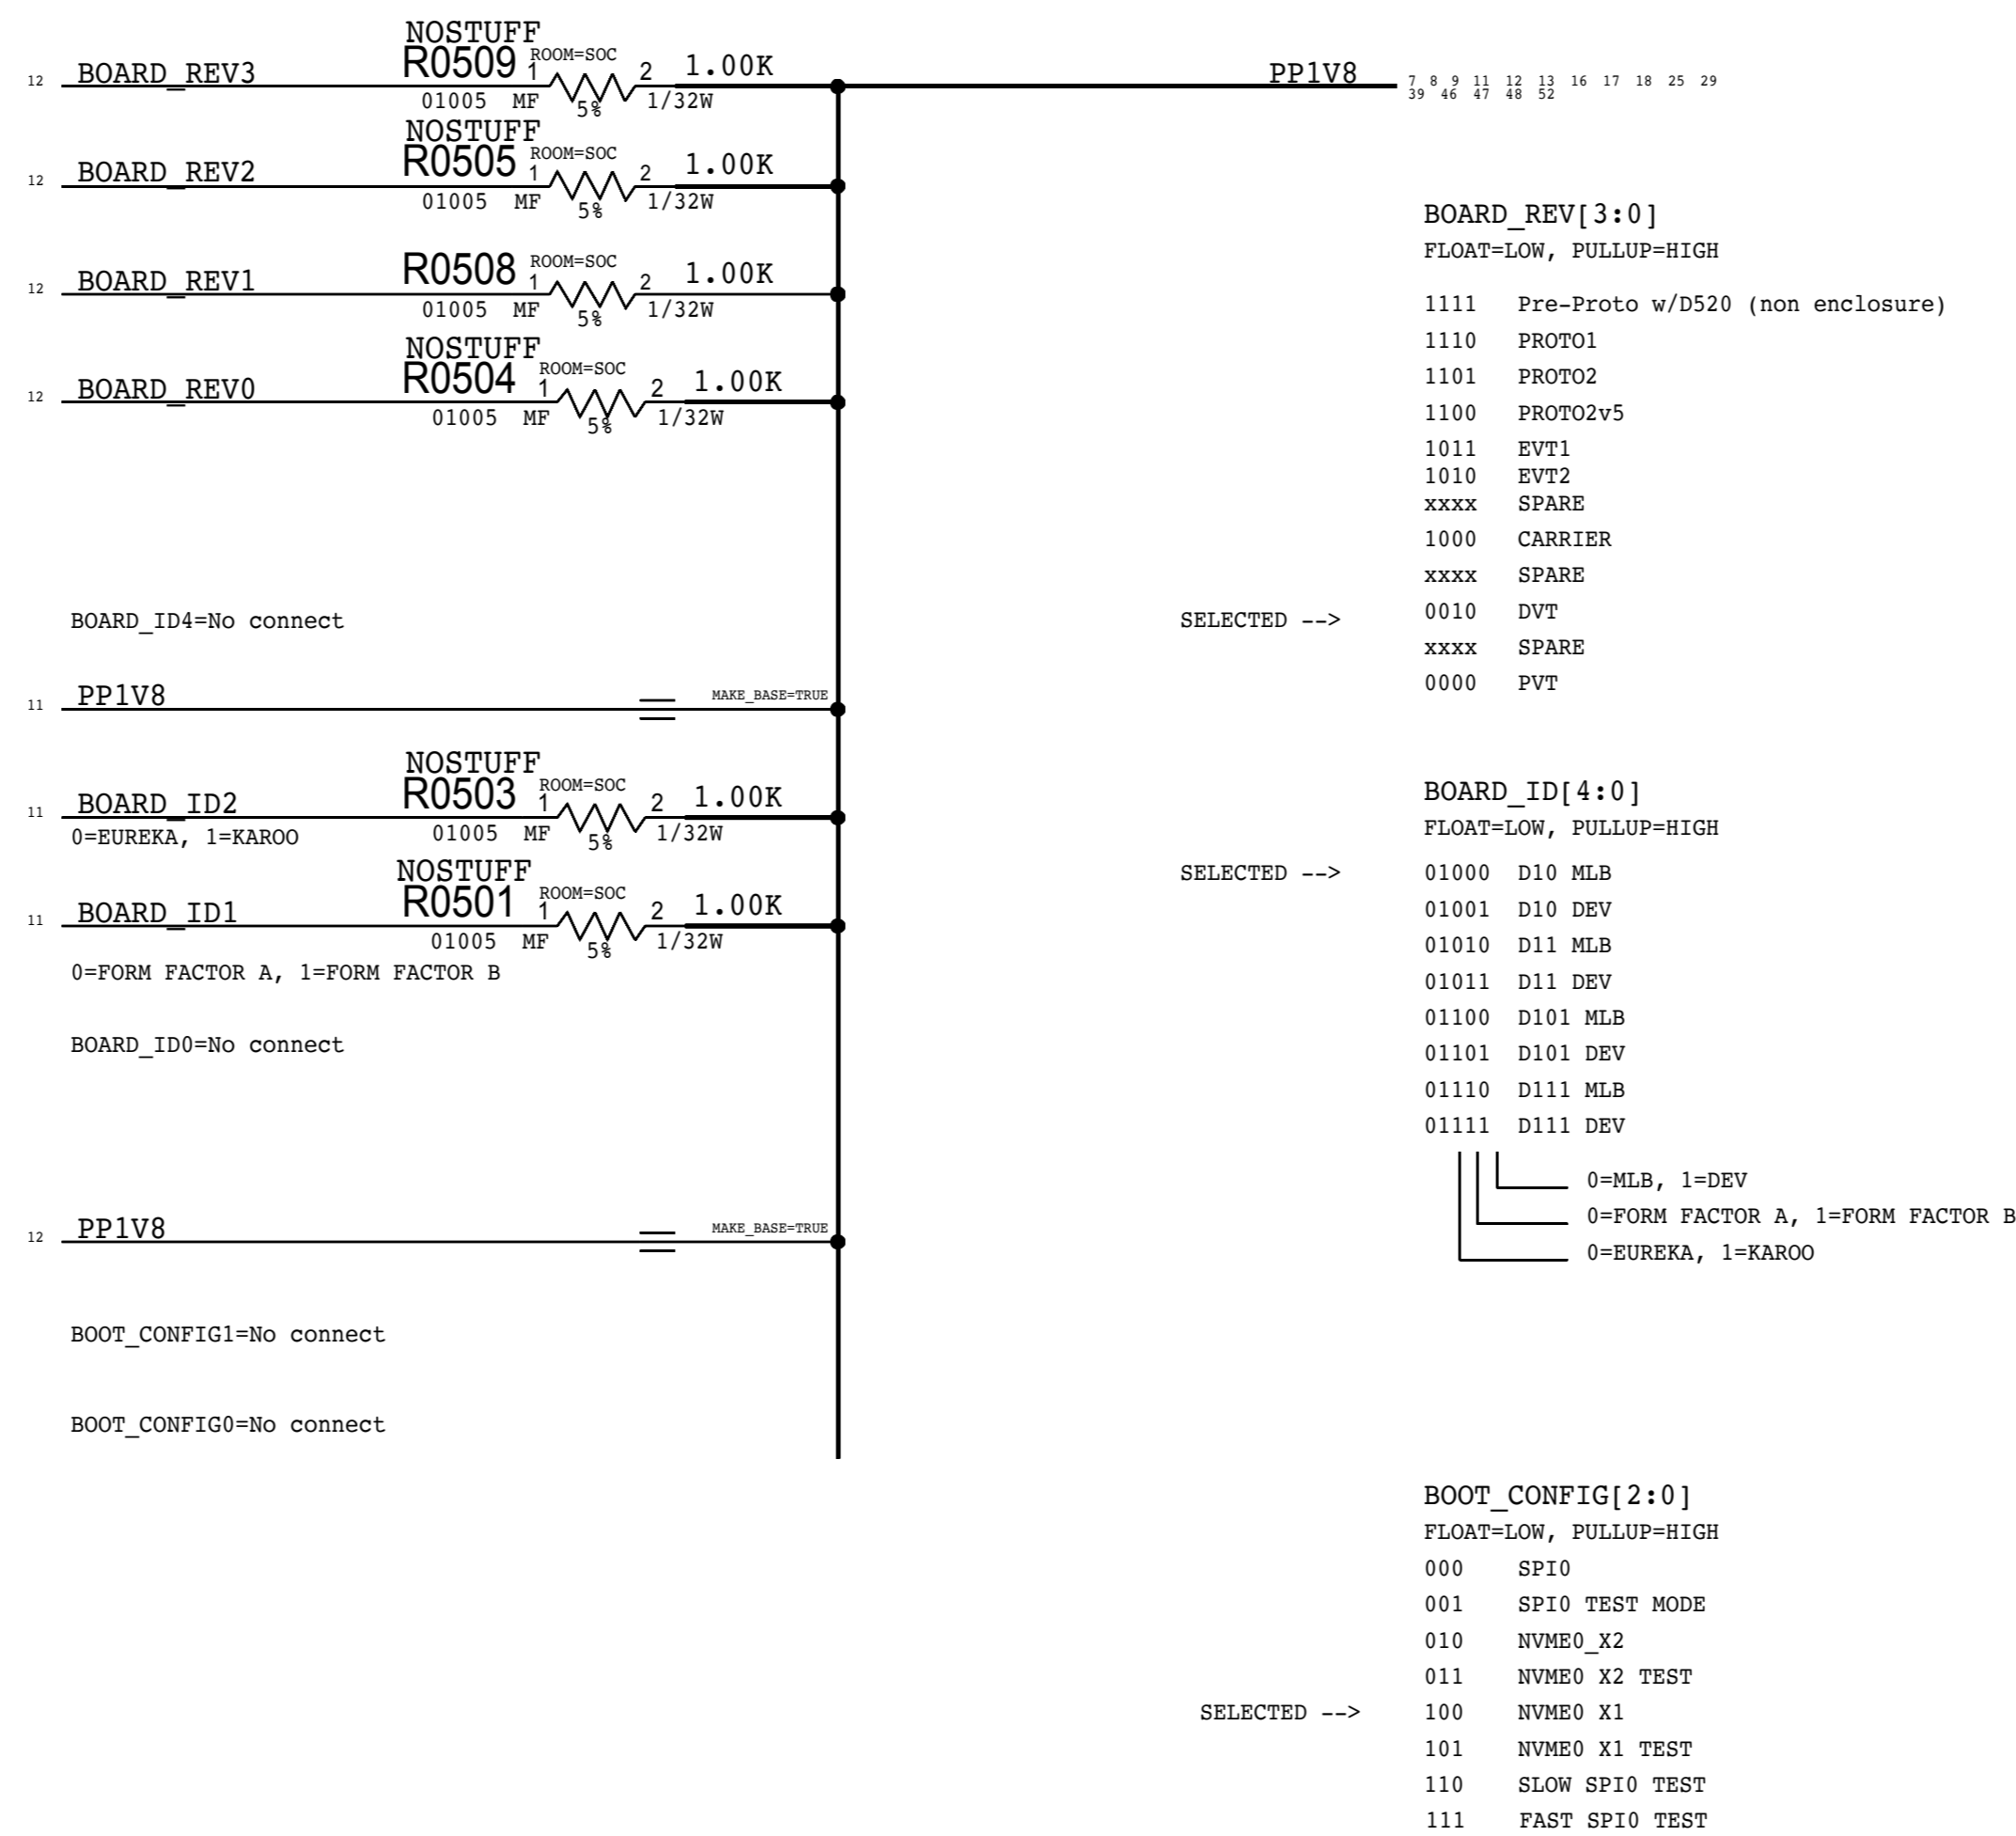 NOSTUFF
12 BOARD_REV3 R0509 1 ROOM=SOC 2 1.00K PP1V8 7 8 9 11 12 13 16 17 18 25 29
01005 MF 5% 1/32W 39 46 47 48 52
NOSTUFF
12 BOARD_REV2 R0505 1 ROOM=SOC 2 1.00K
01005 MF 5% 1/32W
12 BOARD_REV1 R0508 1 ROOM=SOC 2 1.00K
01005 MF 5% 1/32W
NOSTUFF
12 BOARD_REV0 R0504 1 ROOM=SOC 2 1.00K
01005 MF 5% 1/32W
BOARD_ID4=No connect
11 PP1V8 MAKE_BASE=TRUE
NOSTUFF
11 BOARD_ID2 R0503 1 ROOM=SOC 2 1.00K
0=EUREKA, 1=KAROO 01005 MF 5% 1/32W
NOSTUFF
11 BOARD_ID1 R0501 1 ROOM=SOC 2 1.00K
01005 MF 5% 1/32W
0=FORM FACTOR A, 1=FORM FACTOR B
BOARD_ID0=No connect
12 PP1V8 MAKE_BASE=TRUE
BOOT_CONFIG1=No connect
BOOT_CONFIG0=No connect
BOARD_REV[3:0]
FLOAT=LOW, PULLUP=HIGH
1111 Pre-Proto w/D520 (non enclosure)
1110 PROTO1
1101 PROTO2
1100 PROTO2v5
1011 EVT1
1010 EVT2
xxxx SPARE
1000 CARRIER
xxxx SPARE
SELECTED --> 0010 DVT
xxxx SPARE
0000 PVT
BOARD_ID[4:0]
FLOAT=LOW, PULLUP=HIGH
SELECTED --> 01000 D10 MLB
01001 D10 DEV
01010 D11 MLB
01011 D11 DEV
01100 D101 MLB
01101 D101 DEV
01110 D111 MLB
01111 D111 DEV
0=MLB, 1=DEV
0=FORM FACTOR A, 1=FORM FACTOR B
0=EUREKA, 1=KAROO
BOOT_CONFIG[2:0]
FLOAT=LOW, PULLUP=HIGH
000 SPI0
001 SPI0 TEST MODE
010 NVME0_X2
011 NVME0 X2 TEST
SELECTED --> 100 NVME0 X1
101 NVME0 X1 TEST
110 SLOW SPI0 TEST
111 FAST SPI0 TEST